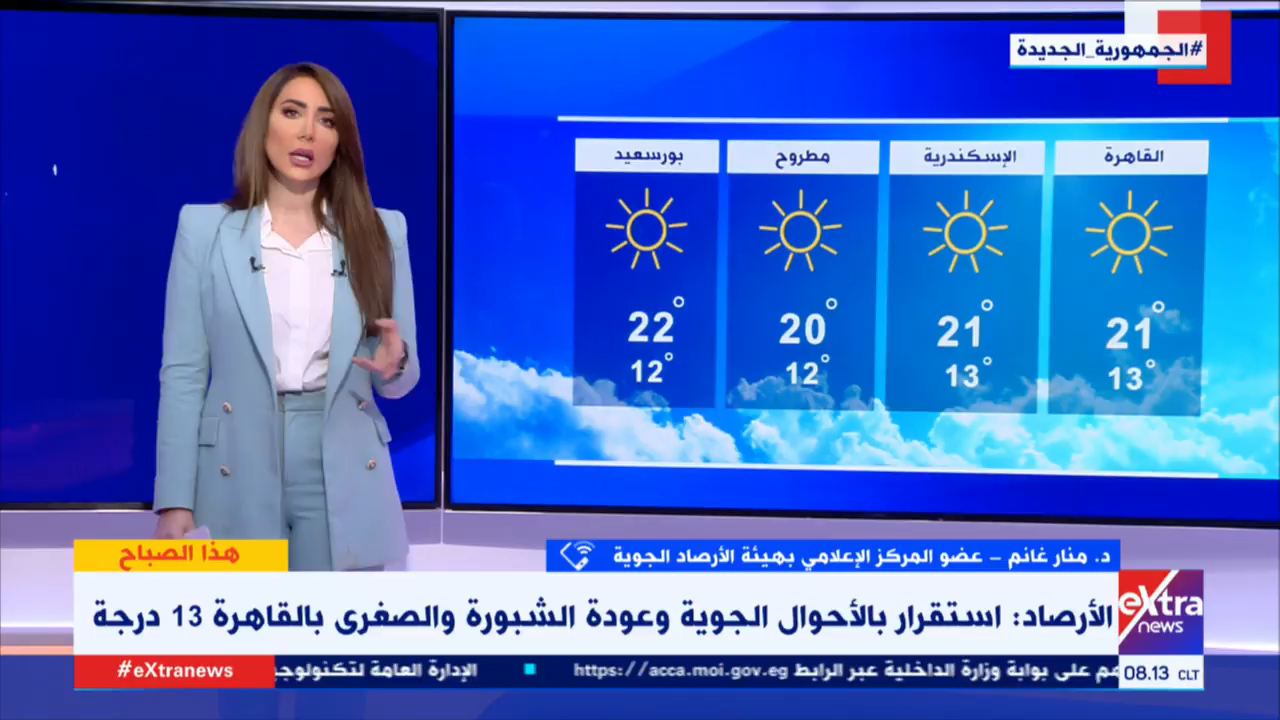 #الجمهورية_الجديدة
القاهرة
الإسكندرية
مطروح
بورسعيد
21°
21°
20°
22°
13°
13°
12°
12°
هذا الصباح
د. منار غانم – عضو المركز الإعلامي بهيئة الأرصاد الجوية
الأرصاد: استقرار بالأحوال الجوية وعودة الشبورة والصغرى بالقاهرة 13 درجة
eXtra
news
#eXtranews
على بوابة وزارة الداخلية عبر الرابط https://acca.moi.gov.eg
الإدارة العامة
08.13 CLT